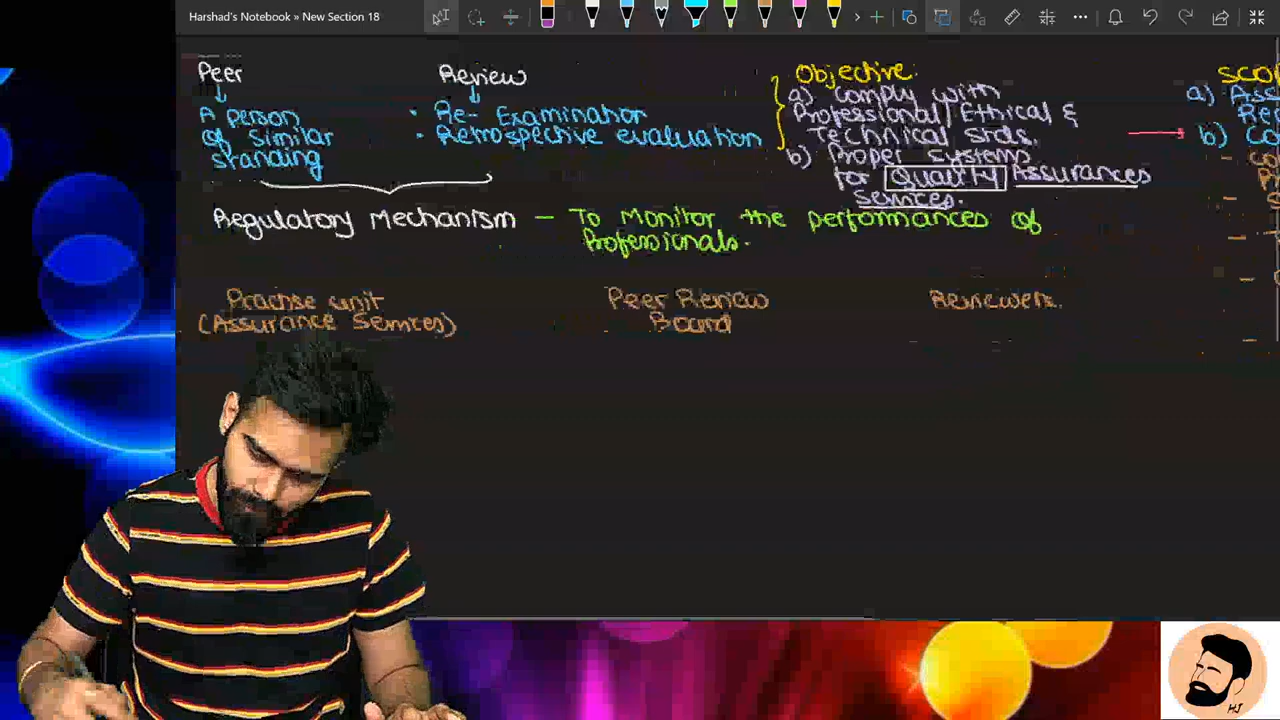 Harshad's Notebook » New Section 18
Peer
Review
Objective:
SCOP
A person
of similar
standing
• Re- Examination
• Retrospective evaluation
a) Comply with
Professional, Ethical &
Technical Stds.
b) Proper systems
for Quality Assurances
Services.
a) Ass
Rep
b) Co
Regulatory Mechanism – To Monitor the performances of
Professionals.
Practise unit
(Assurance Services)
Peer Review
Board
Reviewers.
HJ